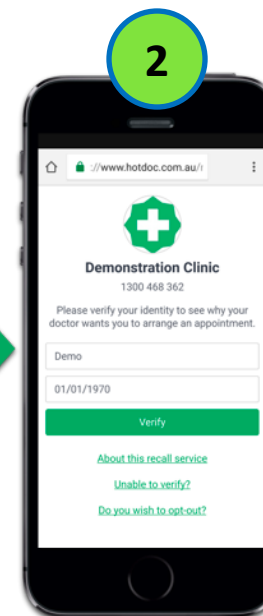 2
://www.hotdoc.com.au/r
Demonstration Clinic
1300 468 362
Please verify your identity to see why your
doctor wants you to arrange an appointment.
Demo
01/01/1970
Verify
About this recall service
Unable to verify?
Do you wish to opt-out?